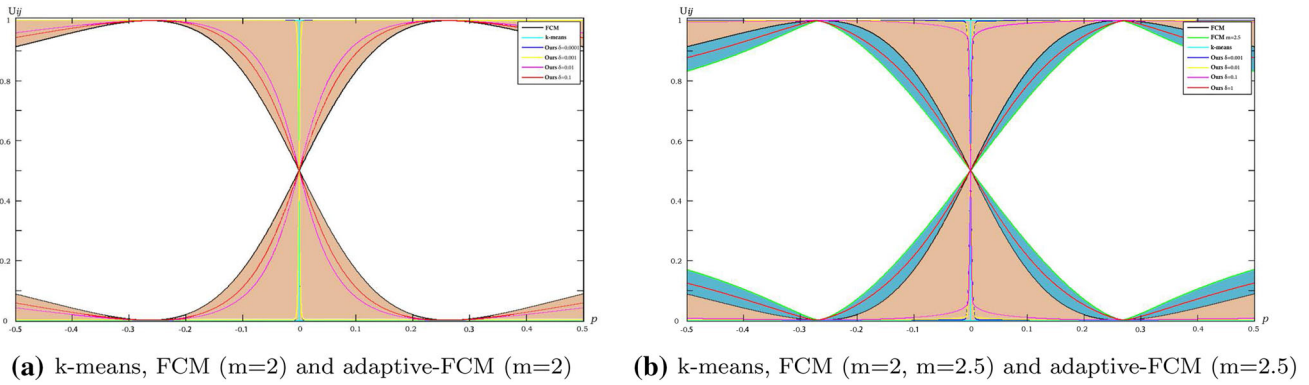 Uij
1
0.8
0.6
0.4
0.2
0
-0.5 -0.4 -0.3 -0.2 -0.1 0 0.1 0.2 0.3 0.4 0.5
p
FCM
k-means
Ours δ=0.0001
Ours δ=0.001
Ours δ=0.01
Ours δ=0.1
(a) k-means, FCM (m=2) and adaptive-FCM (m=2)
Uij
1
0.8
0.6
0.4
0.2
0
-0.5 -0.4 -0.3 -0.2 -0.1 0 0.1 0.2 0.3 0.4 0.5
p
FCM
FCM m=2.5
k-means
Ours δ=0.001
Ours δ=0.01
Ours δ=0.1
Ours δ=1
(b) k-means, FCM (m=2, m=2.5) and adaptive-FCM (m=2.5)